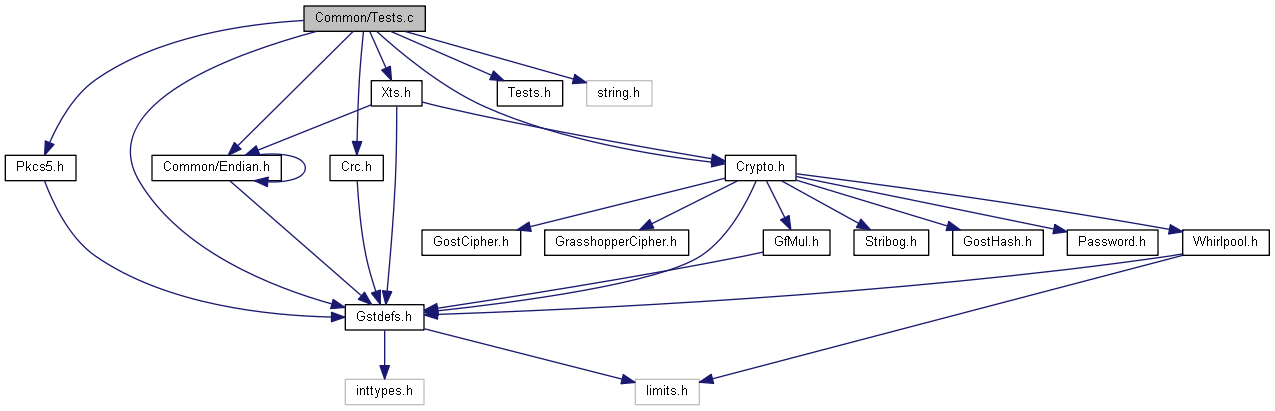 Common/Tests.c
Xts.h
Tests.h
string.h
Pkcs5.h
Common/Endian.h
Crc.h
Crypto.h
GostCipher.h
GrasshopperCipher.h
GfMul.h
Stribog.h
GostHash.h
Password.h
Whirlpool.h
Gstdefs.h
inttypes.h
limits.h